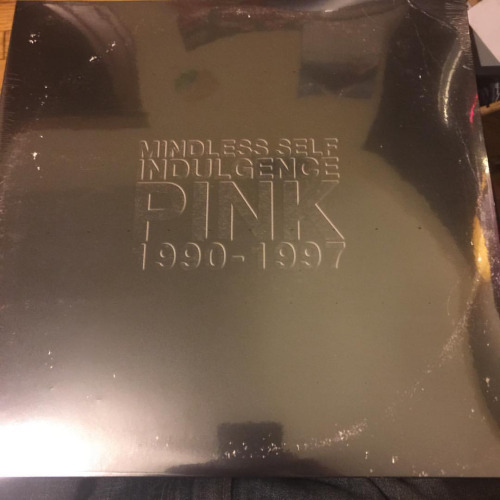 MINDLESS SELF
INDULGENCE
PINK
1990-1997